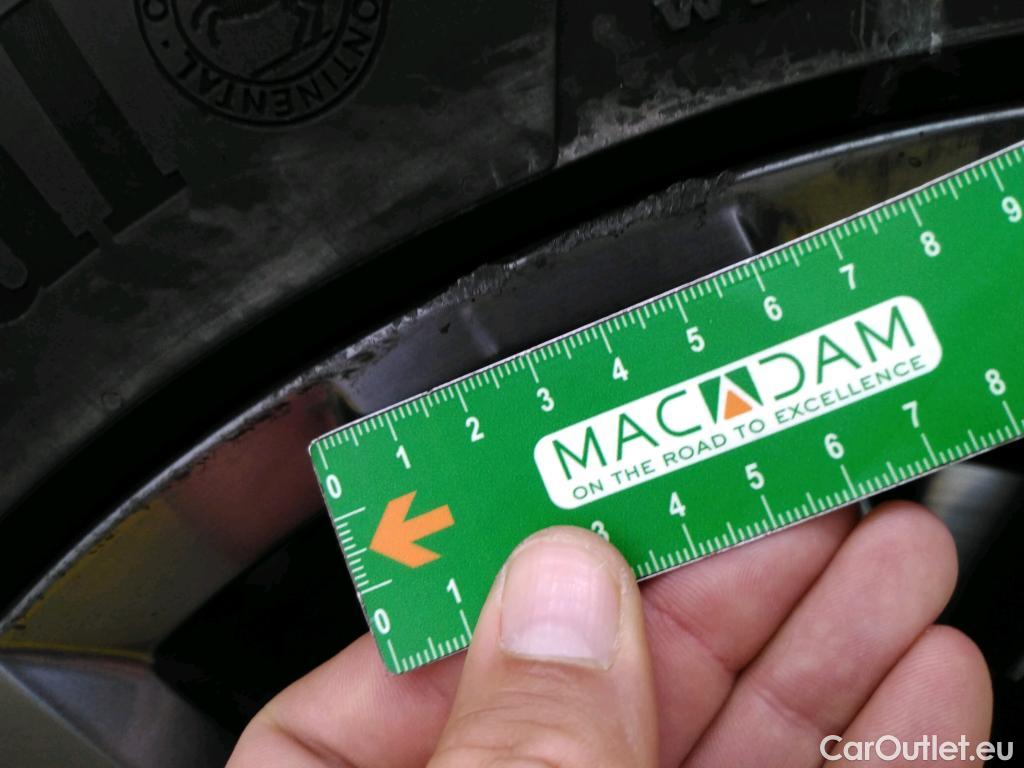 CONTINENTAL
W
0 1 2 3 4 5 6 7 8 9
MACADAM
ON THE ROAD TO EXCELLENCE
0 1 3 4 5 6 7 8
CarOutlet.eu